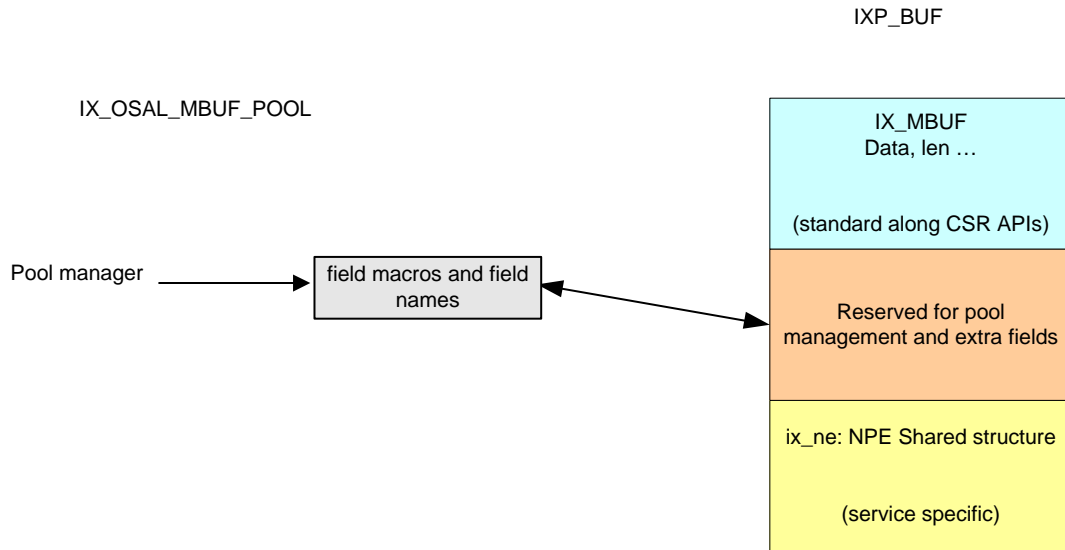 IXP_BUF
IX_OSAL_MBUF_POOL
IX_MBUF
Data, len …
(standard along CSR APIs)
Pool manager
field macros and field
names
Reserved for pool
management and extra fields
ix_ne: NPE Shared structure
(service specific)